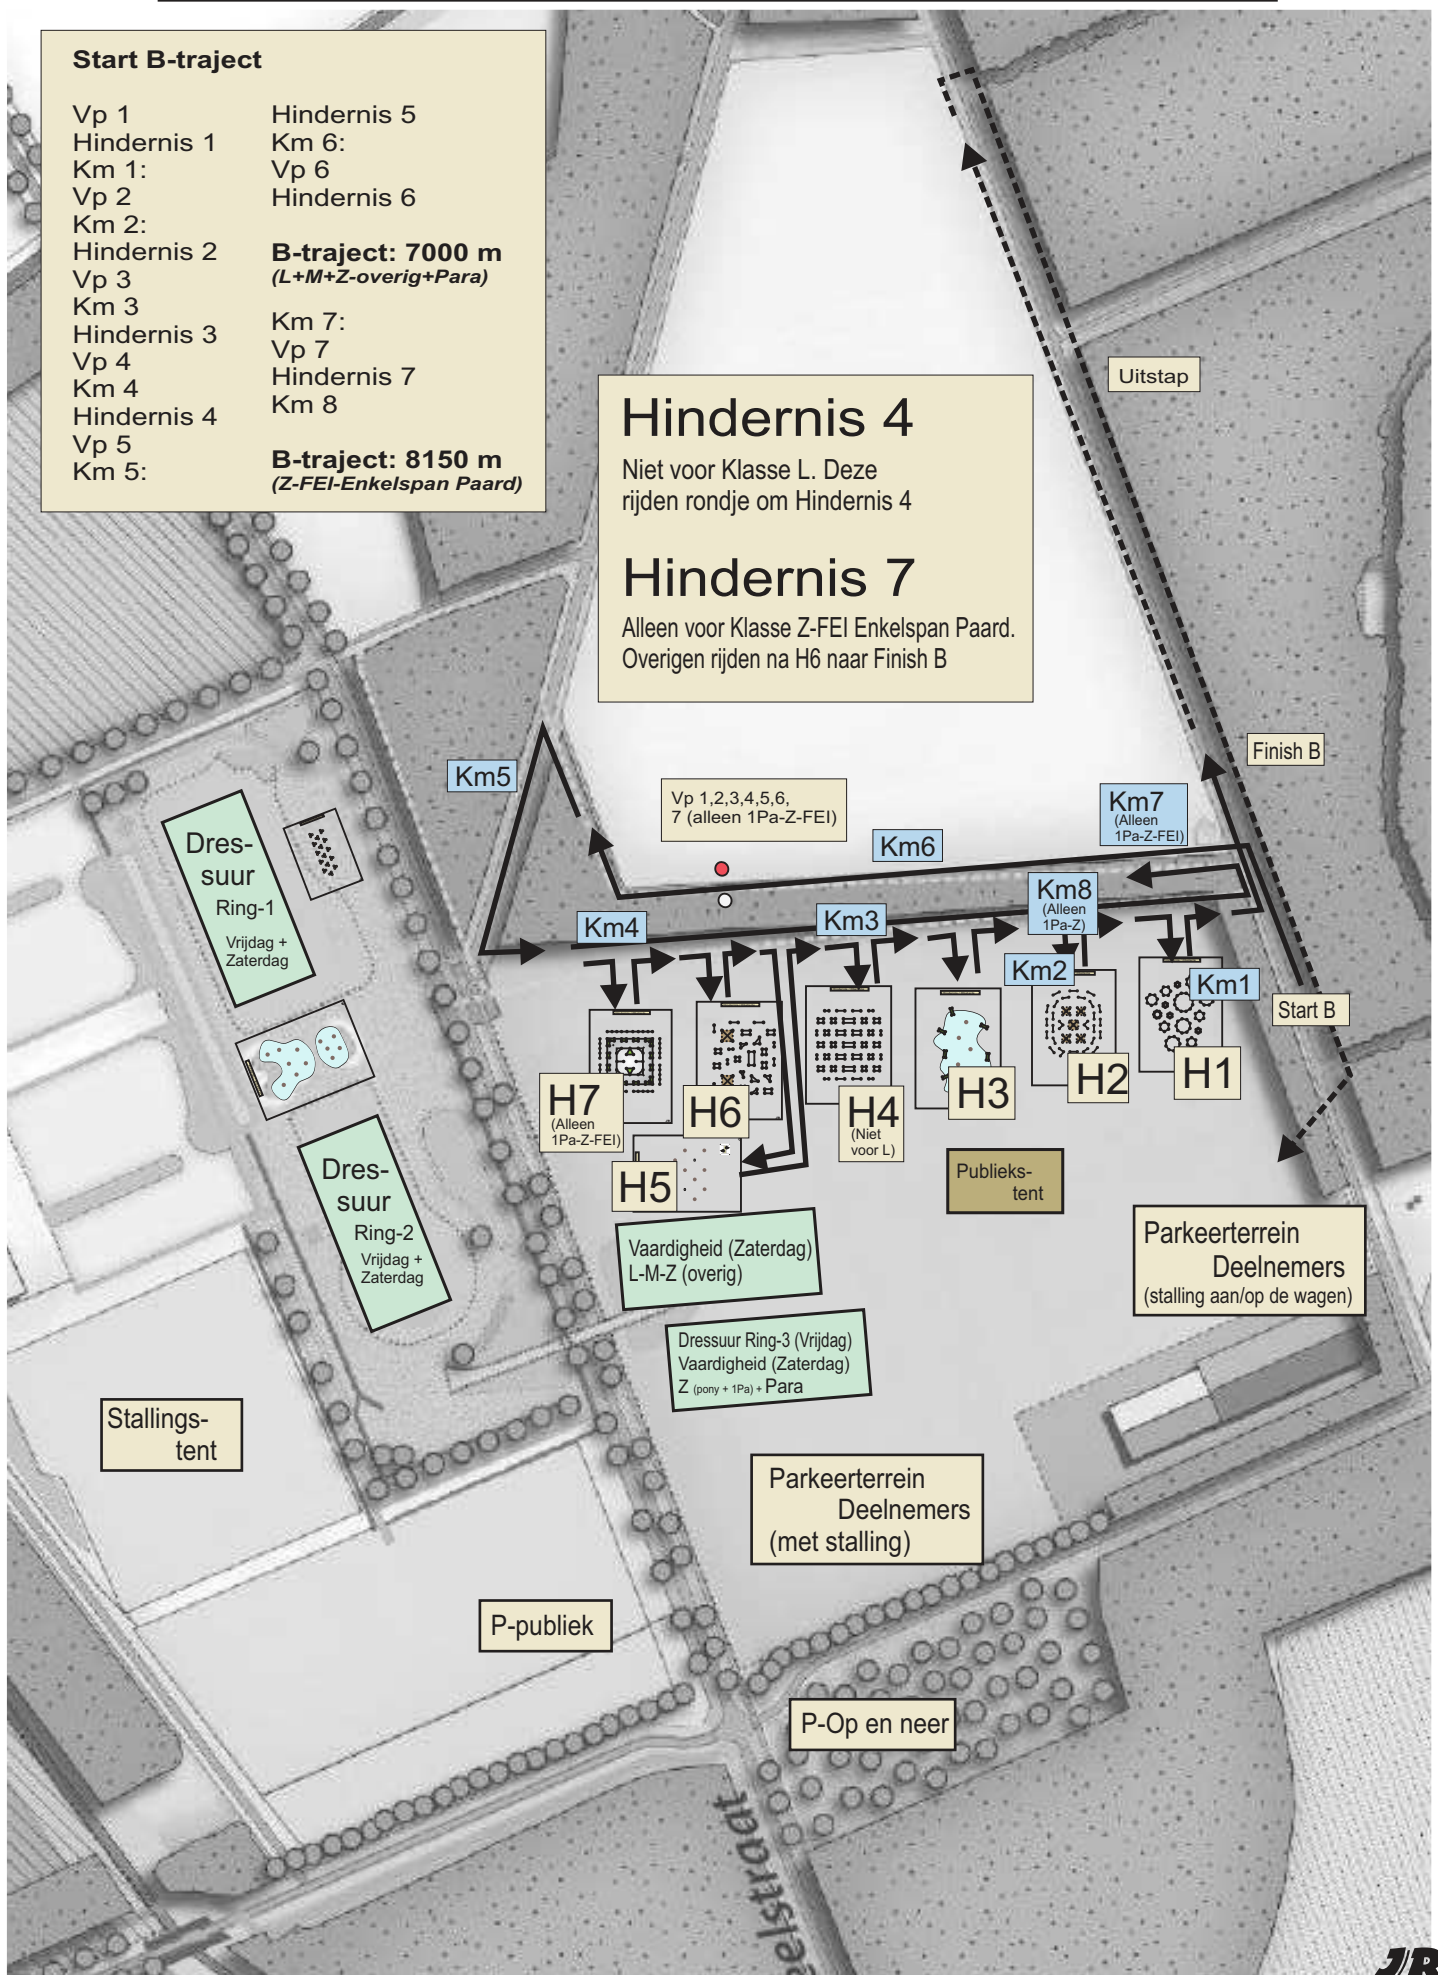 Start B-traject
Vp 1
Hindernis 1
Km 1:
Vp 2
Km 2:
Hindernis 2
Vp 3
Km 3
Hindernis 3
Vp 4
Km 4
Hindernis 4
Vp 5
Km 5:
Hindernis 5
Km 6:
Vp 6
Hindernis 6
B-traject: 7000 m
(L+M+Z-overig+Para)
Km 7:
Vp 7
Hindernis 7
Km 8
B-traject: 8150 m
(Z-FEI-Enkelspan Paard)
Uitstap
Hindernis 4
Niet voor Klasse L. Deze
rijden rondje om Hindernis 4
Hindernis 7
Alleen voor Klasse Z-FEI Enkelspan Paard.
Overigen rijden na H6 naar Finish B
Finish B
Km5
Vp 1,2,3,4,5,6,
7 (alleen 1Pa-Z-FEI)
Km7
(Alleen
1Pa-Z-FEI)
Km6
Km8
(Alleen
1Pa-Z)
Km4
Km3
Km2
Km1
Start B
Dres-
suur
Ring-1
Vrijdag +
Zaterdag
H7
(Alleen
1Pa-Z-FEI)
H6
H5
H4
(Niet
voor L)
H3
H2
H1
Publieks-
tent
Dres-
suur
Ring-2
Vrijdag +
Zaterdag
Vaardigheid (Zaterdag)
L-M-Z (overig)
Parkeerterrein
Deelnemers
(stalling aan/op de wagen)
Dressuur Ring-3 (Vrijdag)
Vaardigheid (Zaterdag)
Z (pony + 1Pa) + Para
Stallings-
tent
Parkeerterrein
Deelnemers
(met stalling)
P-publiek
P-Op en neer
elstraat
JR